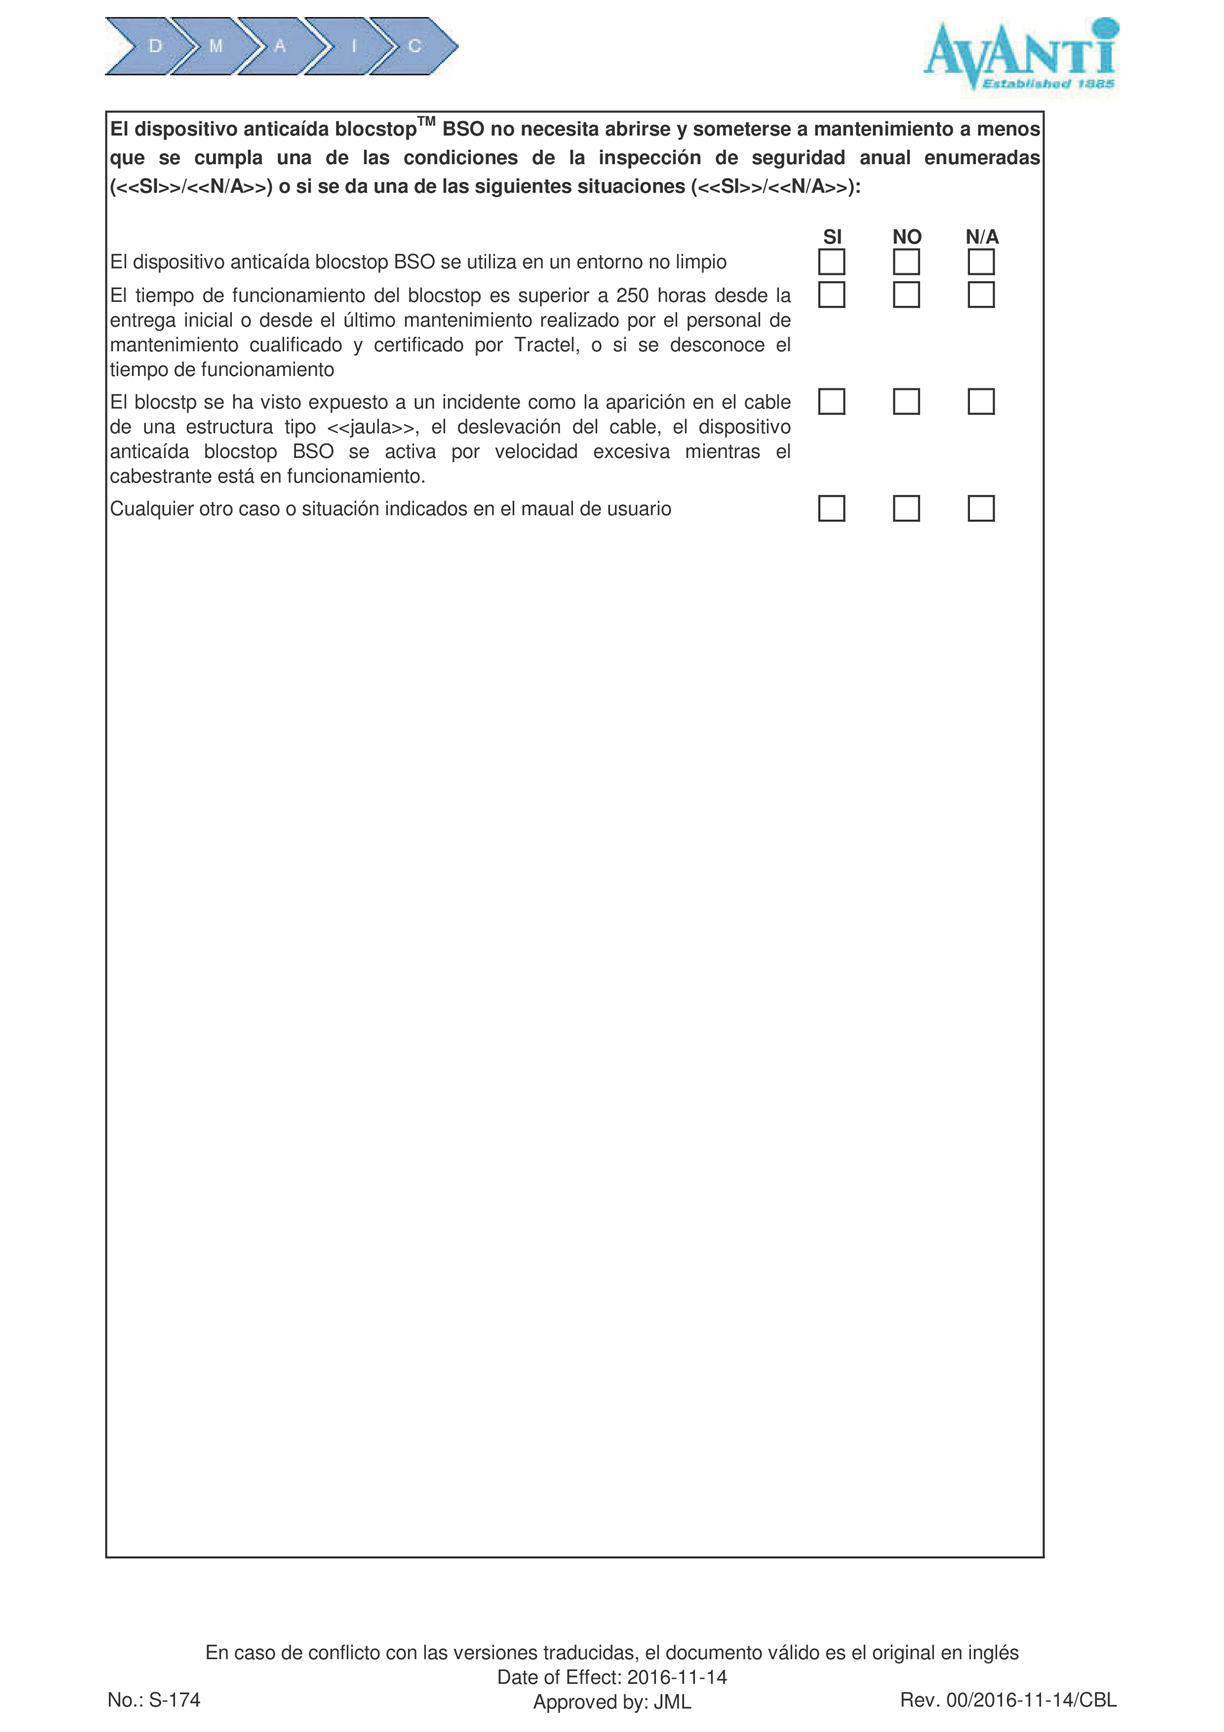 D M A I C
AVANTI
Established 1885
El dispositivo anticaída blocstop™ BSO no necesita abrirse y someterse a mantenimiento a menos
que se cumpla una de las condiciones de la inspección de seguridad anual enumeradas
(<<SI>>/<<N/A>>) o si se da una de las siguientes situaciones (<<SI>>/<<N/A>>):
SI NO N/A
El dispositivo anticaída blocstop BSO se utiliza en un entorno no limpio
El tiempo de funcionamiento del blocstop es superior a 250 horas desde la
entrega inicial o desde el último mantenimiento realizado por el personal de
mantenimiento cualificado y certificado por Tractel, o si se desconoce el
tiempo de funcionamiento
El blocstp se ha visto expuesto a un incidente como la aparición en el cable
de una estructura tipo <<jaula>>, el deslevación del cable, el dispositivo
anticaída blocstop BSO se activa por velocidad excesiva mientras el
cabestrante está en funcionamiento.
Cualquier otro caso o situación indicados en el maual de usuario
En caso de conflicto con las versiones traducidas, el documento válido es el original en inglés
Date of Effect: 2016-11-14
No.: S-174
Approved by: JML
Rev. 00/2016-11-14/CBL